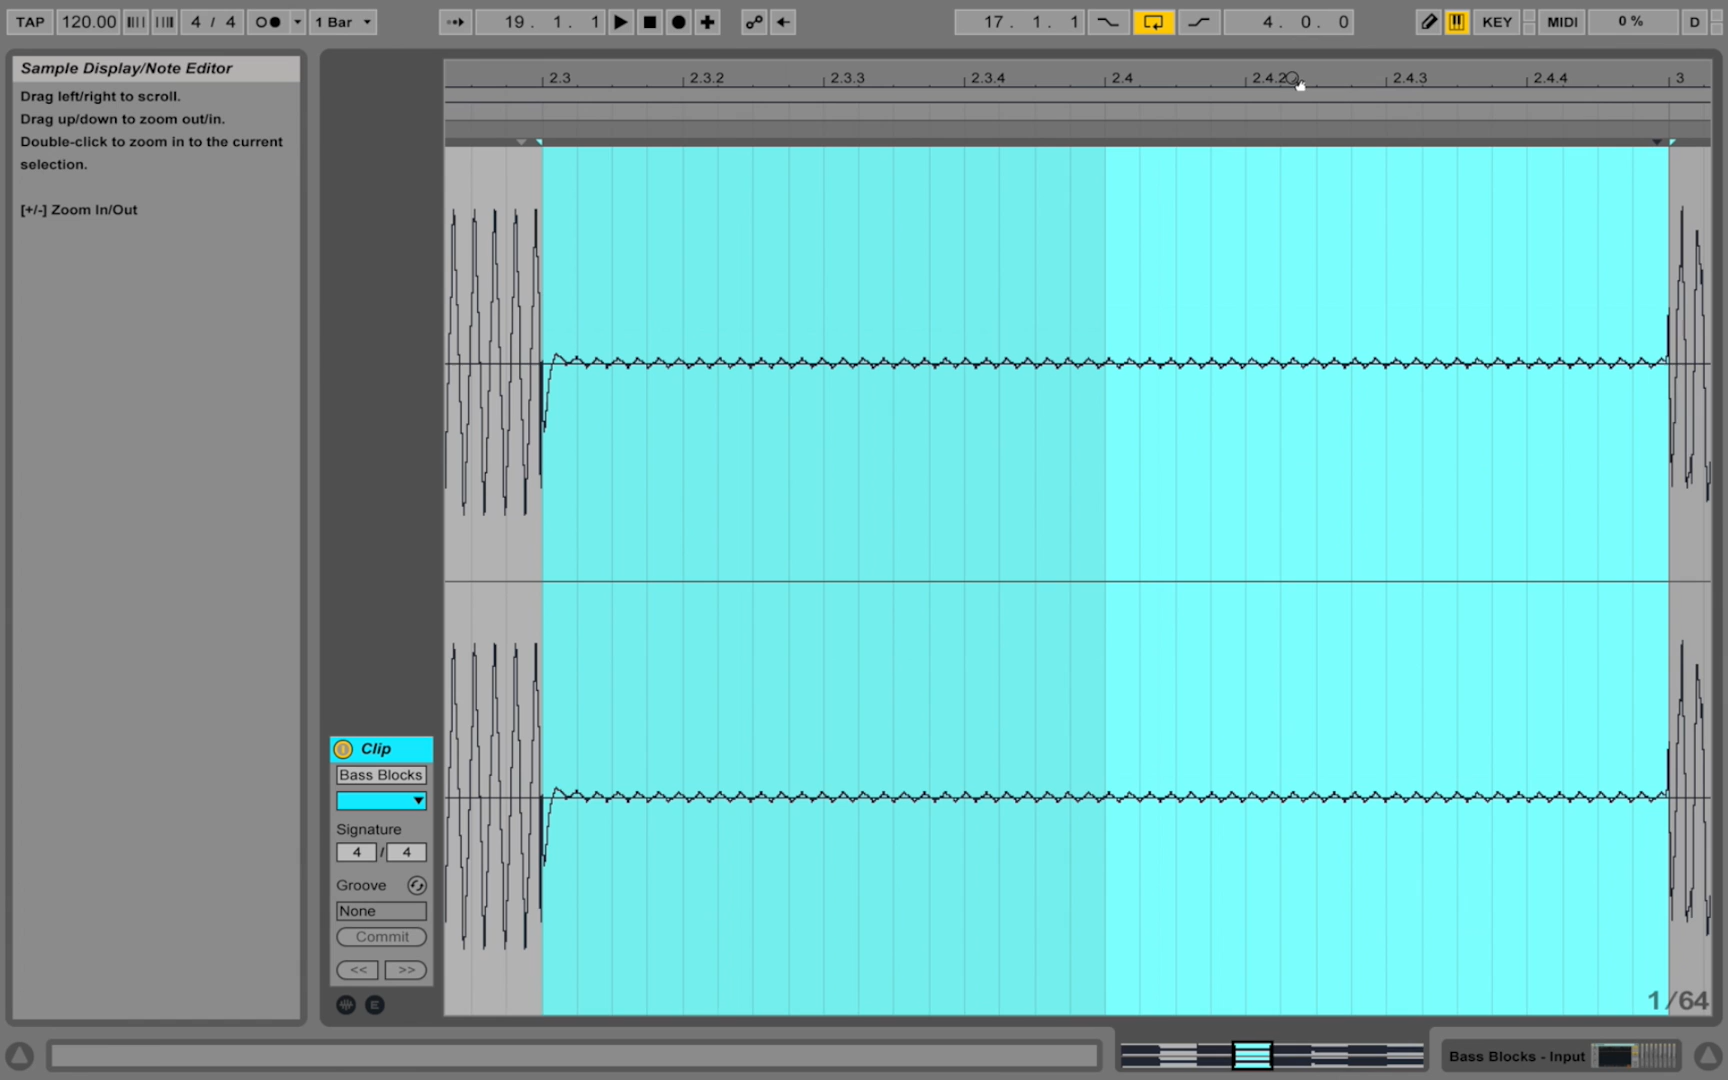 TAP 120.00 4 / 4 1 Bar 19. 1. 1 17. 1. 1 4. 0. 0 KEY MIDI 0 % D
Sample Display/Note Editor
Drag left/right to scroll.
Drag up/down to zoom out/in.
Double-click to zoom in to the current
selection.
[+/-] Zoom In/Out
2.3 2.3.2 2.3.3 2.3.4 2.4 2.4.2 2.4.3 2.4.4 3
Clip
Bass Blocks
Signature
4 / 4
Groove
None
Commit
<< >>
E
1/64
Bass Blocks - Input